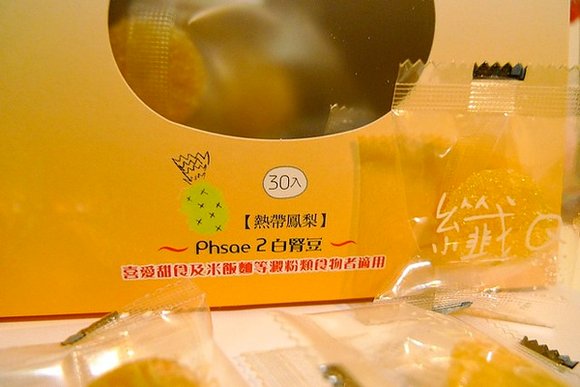 30入
【熱帶鳳梨】
Phsae 2 白腎豆
喜愛甜食及米飯麵等澱粉類食物者適用
纖Q